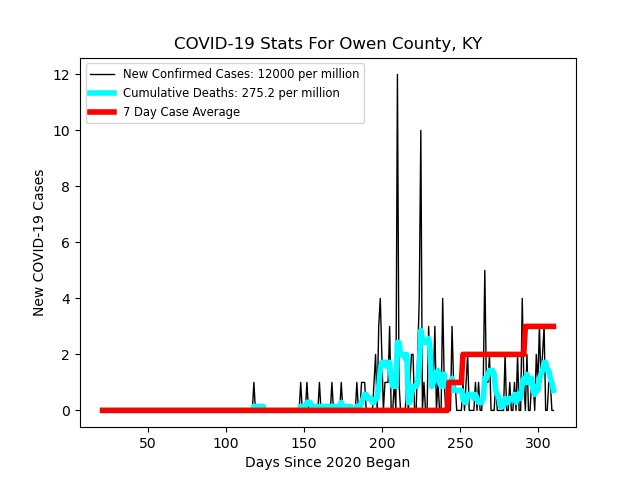 COVID-19 Stats For Owen County, KY
New Confirmed Cases: 12000 per million
Cumulative Deaths: 275.2 per million
7 Day Case Average
12
10
8
6
4
2
0
New COVID-19 Cases
50 100 150 200 250 300
Days Since 2020 Began